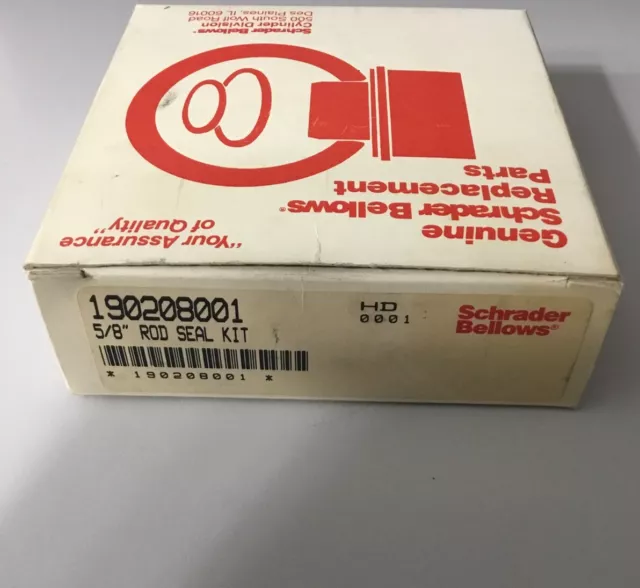 Genuine
Schrader Bellows®
Replacement
Parts
"Your Assurance
of Quality"
Schrader Bellows®
Cylinder Division
500 South Wolf Road
Des Plaines, IL 60016
190208001
5/8" ROD SEAL KIT
* 190208001 *
HD
0001
Schrader
Bellows®